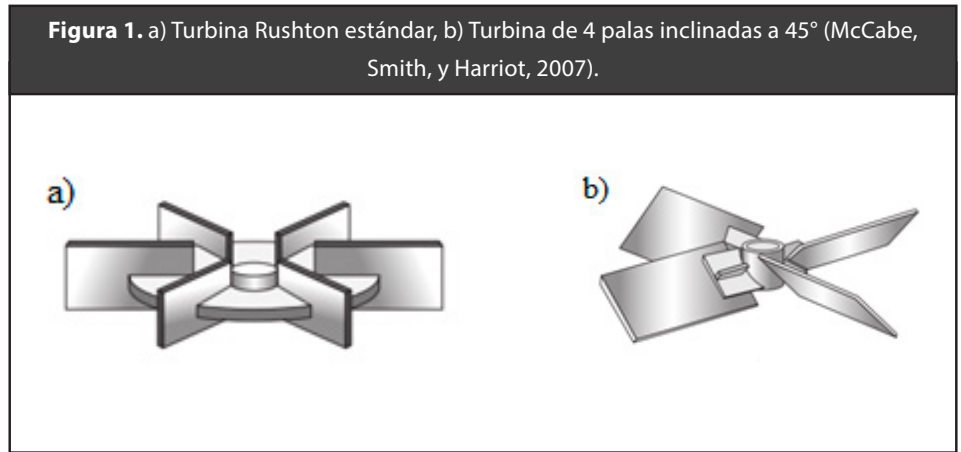 Figura 1. a) Turbina Rushton estándar, b) Turbina de 4 palas inclinadas a 45° (McCabe,
Smith, y Harriot, 2007).
a)
b)